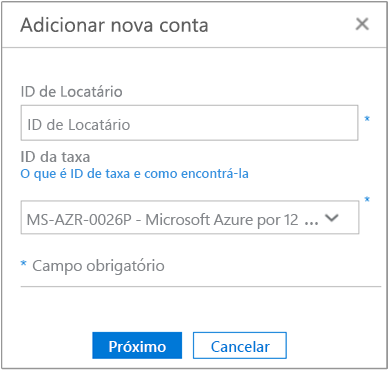 Adicionar nova conta
ID de Locatário
ID de Locatário *
ID da taxa
O que é ID de taxa e como encontrá-la
*
MS-AZR-0026P - Microsoft Azure por 12 ...
* Campo obrigatório
Próximo Cancelar